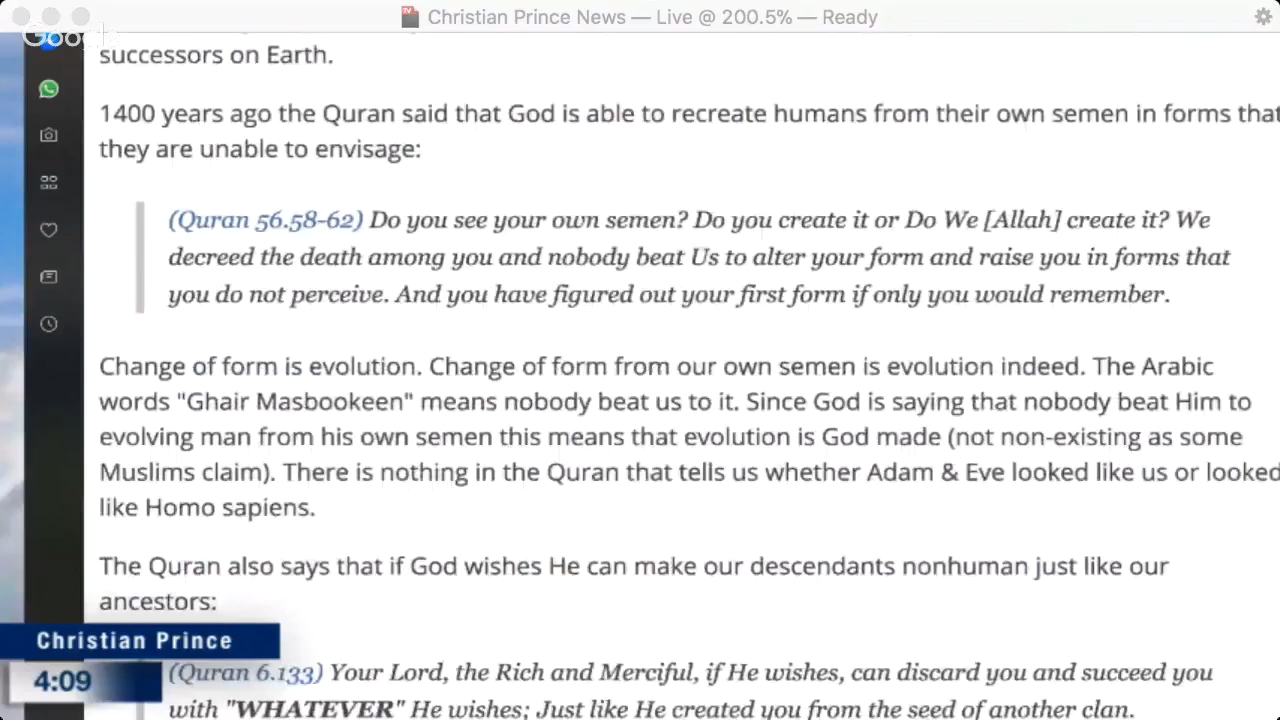 Christian Prince News — Live @ 200.5% — Ready
Google
successors on Earth.
1400 years ago the Quran said that God is able to recreate humans from their own semen in forms that
they are unable to envisage:
(Quran 56.58-62) Do you see your own semen? Do you create it or Do We [Allah] create it? We
decreed the death among you and nobody beat Us to alter your form and raise you in forms that
you do not perceive. And you have figured out your first form if only you would remember.
Change of form is evolution. Change of form from our own semen is evolution indeed. The Arabic
words "Ghair Masbookeen" means nobody beat us to it. Since God is saying that nobody beat Him to
evolving man from his own semen this means that evolution is God made (not non-existing as some
Muslims claim). There is nothing in the Quran that tells us whether Adam & Eve looked like us or looked
like Homo sapiens.
The Quran also says that if God wishes He can make our descendants nonhuman just like our
ancestors:
Christian Prince
4:09
(Quran 6.133) Your Lord, the Rich and Merciful, if He wishes, can discard you and succeed you
with "WHATEVER" He wishes; Just like He created you from the seed of another clan.